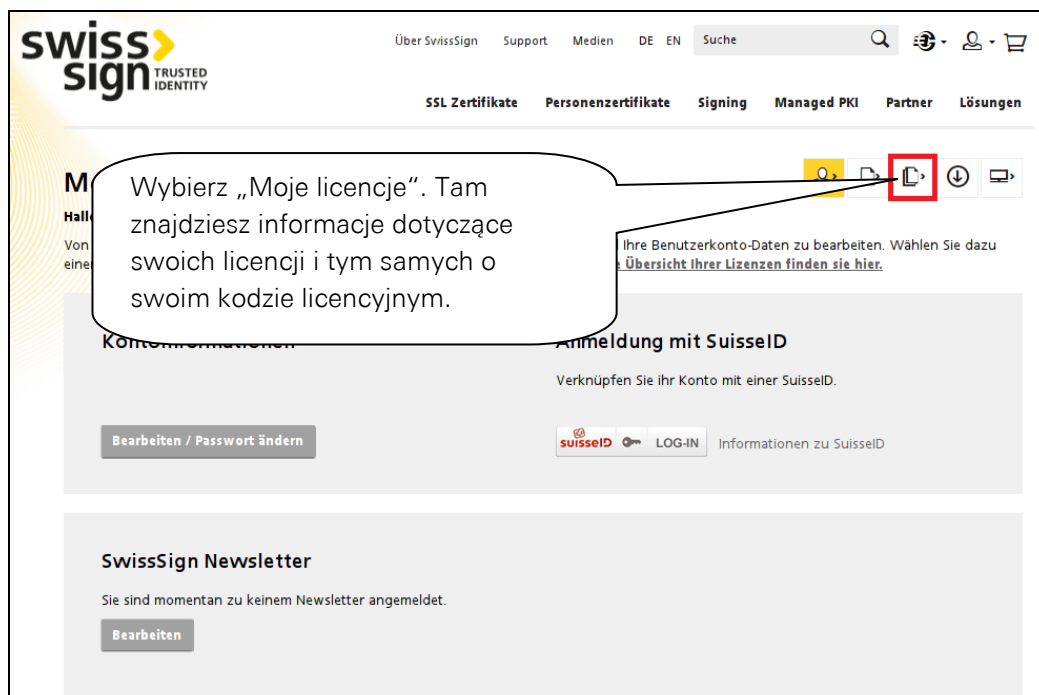 swiss
sign TRUSTED
IDENTITY
Über SwissSign Support Medien DE EN Suche
SSL Zertifikate Personenzertifikate Signing Managed PKI Partner Lösungen
Wybierz „Moje licencje“. Tam
znajdziesz informacje dotyczące
swoich licencji i tym samych o
swoim kodzie licencyjnym.
Von Ihre Benutzerkonto-Daten zu bearbeiten. Wählen Sie dazu
Übersicht Ihrer Lizenzen finden sie hier.
Kontoinformationen
Anmeldung mit SuisseID
Verknüpfen Sie ihr Konto mit einer SuisseID.
Bearbeiten / Passwort ändern
suisseID LOG-IN Informationen zu SuisseID
SwissSign Newsletter
Sie sind momentan zu keinem Newsletter angemeldet.
Bearbeiten